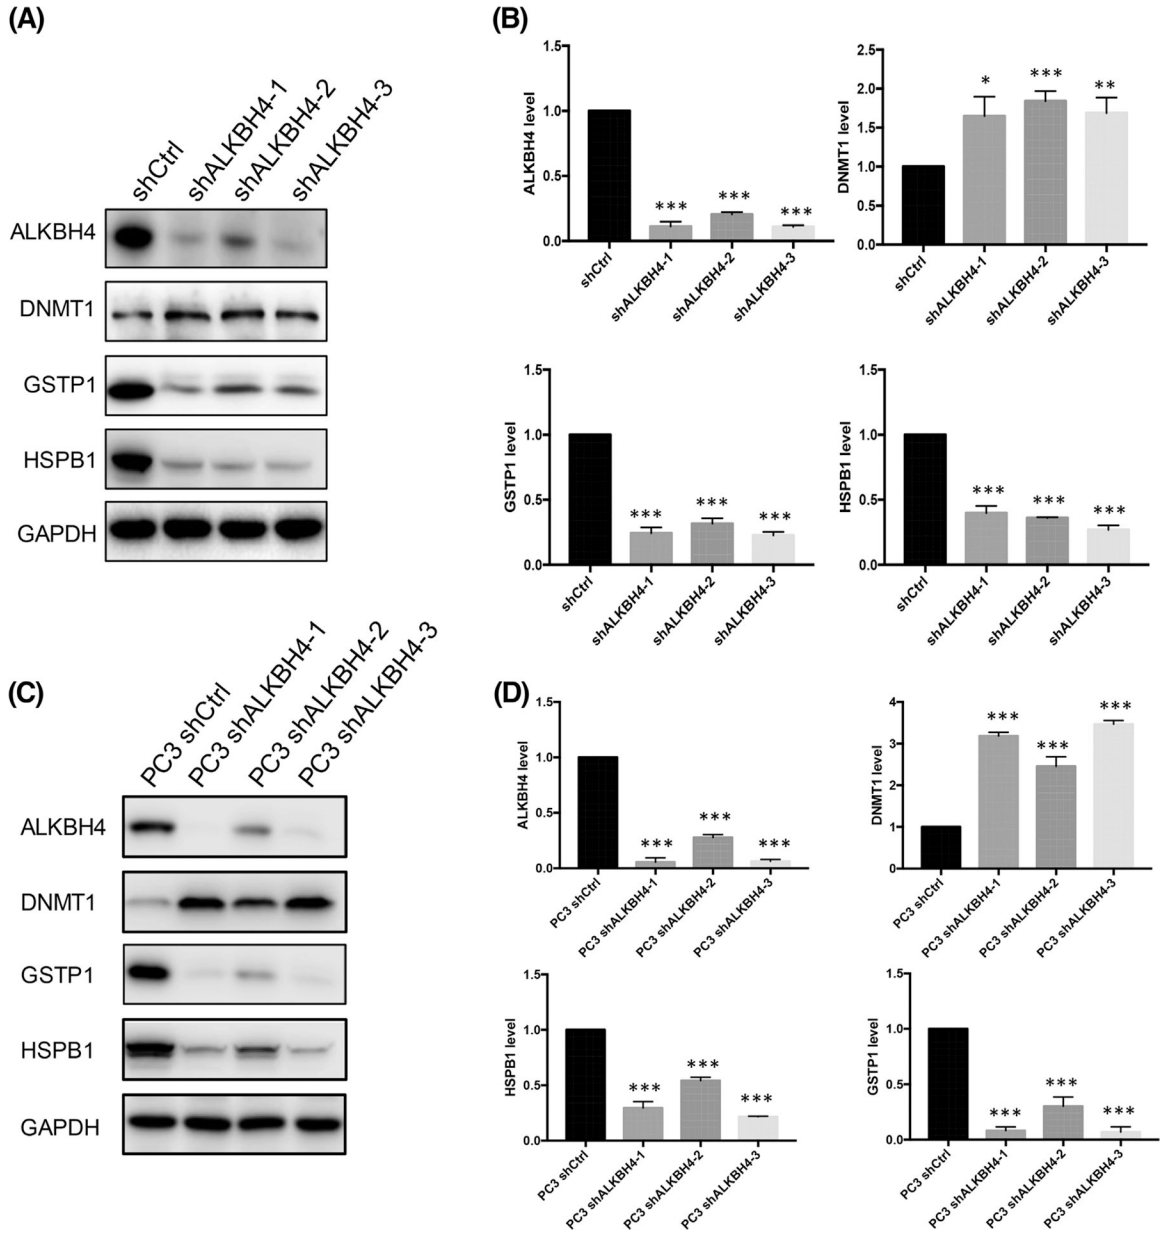 (A)
shCtrl
shALKBH4-1
shALKBH4-2
shALKBH4-3
ALKBH4
DNMT1
GSTP1
HSPB1
GAPDH
(B)
ALKBH4 level
1.5
1.0
0.5
0.0
***
***
***
shCtrl
shALKBH4-1
shALKBH4-2
shALKBH4-3
DNMT1 level
2.5
2.0
1.5
1.0
0.5
0.0
*
***
**
shCtrl
shALKBH4-1
shALKBH4-2
shALKBH4-3
GSTP1 level
1.5
1.0
0.5
0.0
***
***
***
shCtrl
shALKBH4-1
shALKBH4-2
shALKBH4-3
HSPB1 level
1.5
1.0
0.5
0.0
***
***
***
shCtrl
shALKBH4-1
shALKBH4-2
shALKBH4-3
(C)
PC3 shCtrl
PC3 shALKBH4-1
PC3 shALKBH4-2
PC3 shALKBH4-3
ALKBH4
DNMT1
GSTP1
HSPB1
GAPDH
(D)
ALKBH4 level
1.5
1.0
0.5
0.0
***
***
***
PC3 shCtrl
PC3 shALKBH4-1
PC3 shALKBH4-2
PC3 shALKBH4-3
DNMT1 level
4
3
2
1
0
***
***
***
PC3 shCtrl
PC3 shALKBH4-1
PC3 shALKBH4-2
PC3 shALKBH4-3
HSPB1 level
1.5
1.0
0.5
0.0
***
***
***
PC3 shCtrl
PC3 shALKBH4-1
PC3 shALKBH4-2
PC3 shALKBH4-3
GSTP1 level
1.5
1.0
0.5
0.0
***
***
***
PC3 shCtrl
PC3 shALKBH4-1
PC3 shALKBH4-2
PC3 shALKBH4-3